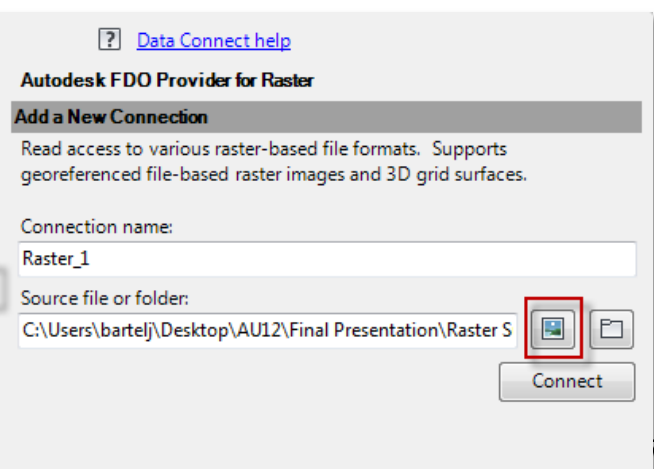 ? Data Connect help
Autodesk FDO Provider for Raster
Add a New Connection
Read access to various raster-based file formats. Supports
georeferenced file-based raster images and 3D grid surfaces.
Connection name:
Raster_1
Source file or folder:
C:\Users\bartelj\Desktop\AU12\Final Presentation\Raster S
Connect